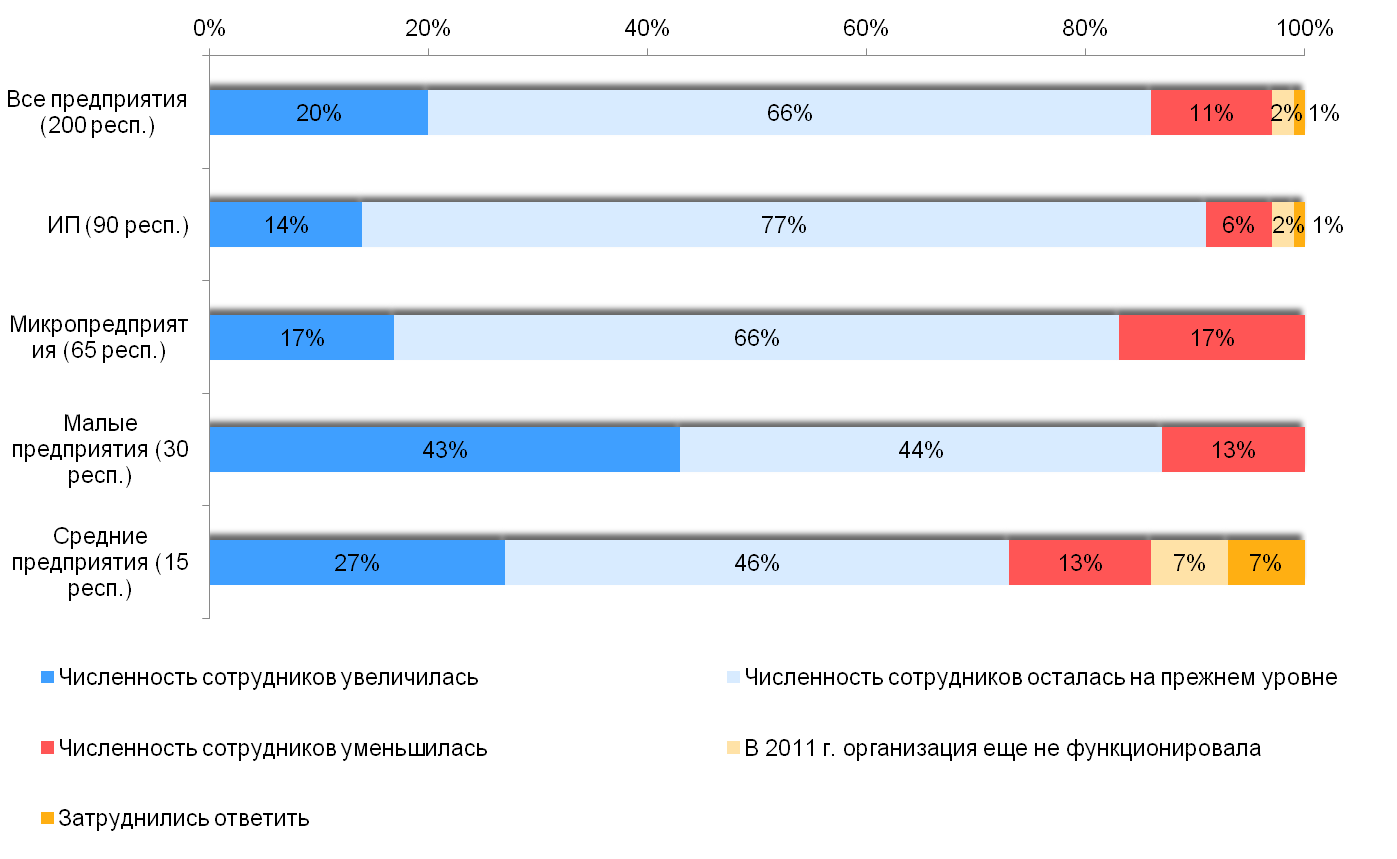 0% 20% 40% 60% 80% 100%
Все предприятия
(200 респ.)
20% 66% 11% 2% 1%
ИП (90 респ.)
14% 77% 6% 2% 1%
Микропредприят
ия (65 респ.)
17% 66% 17%
Малые
предприятия (30
респ.)
43% 44% 13%
Средние
предприятия (15
респ.)
27% 46% 13% 7% 7%
Численность сотрудников увеличилась
Численность сотрудников осталась на прежнем уровне
Численность сотрудников уменьшилась
В 2011 г. организация еще не функционировала
Затруднились ответить